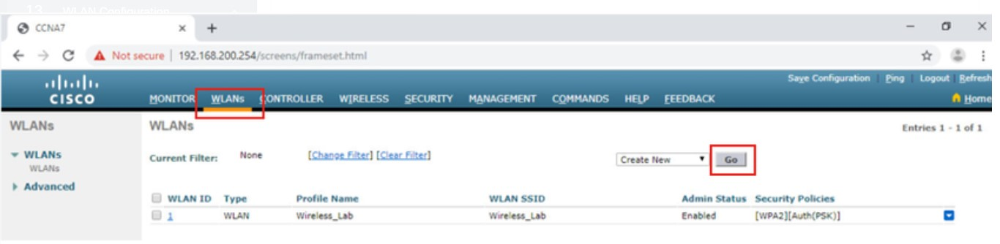 13 WLAN Configuration
CCNA7
Not secure | 192.168.200.254/screens/frameset.html
Save Configuration Ping Logout Refresh
CISCO MONITOR WLANs CONTROLLER WIRELESS SECURITY MANAGEMENT COMMANDS HELP FEEDBACK Home
WLANs WLANs Entries 1 - 1 of 1
WLANs Current Filter: None [Change Filter] [Clear Filter] Create New Go
WLANs
Advanced
WLAN ID Type Profile Name WLAN SSID Admin Status Security Policies
1 WLAN Wireless_Lab Wireless_Lab Enabled [WPA2][Auth(PSK)]